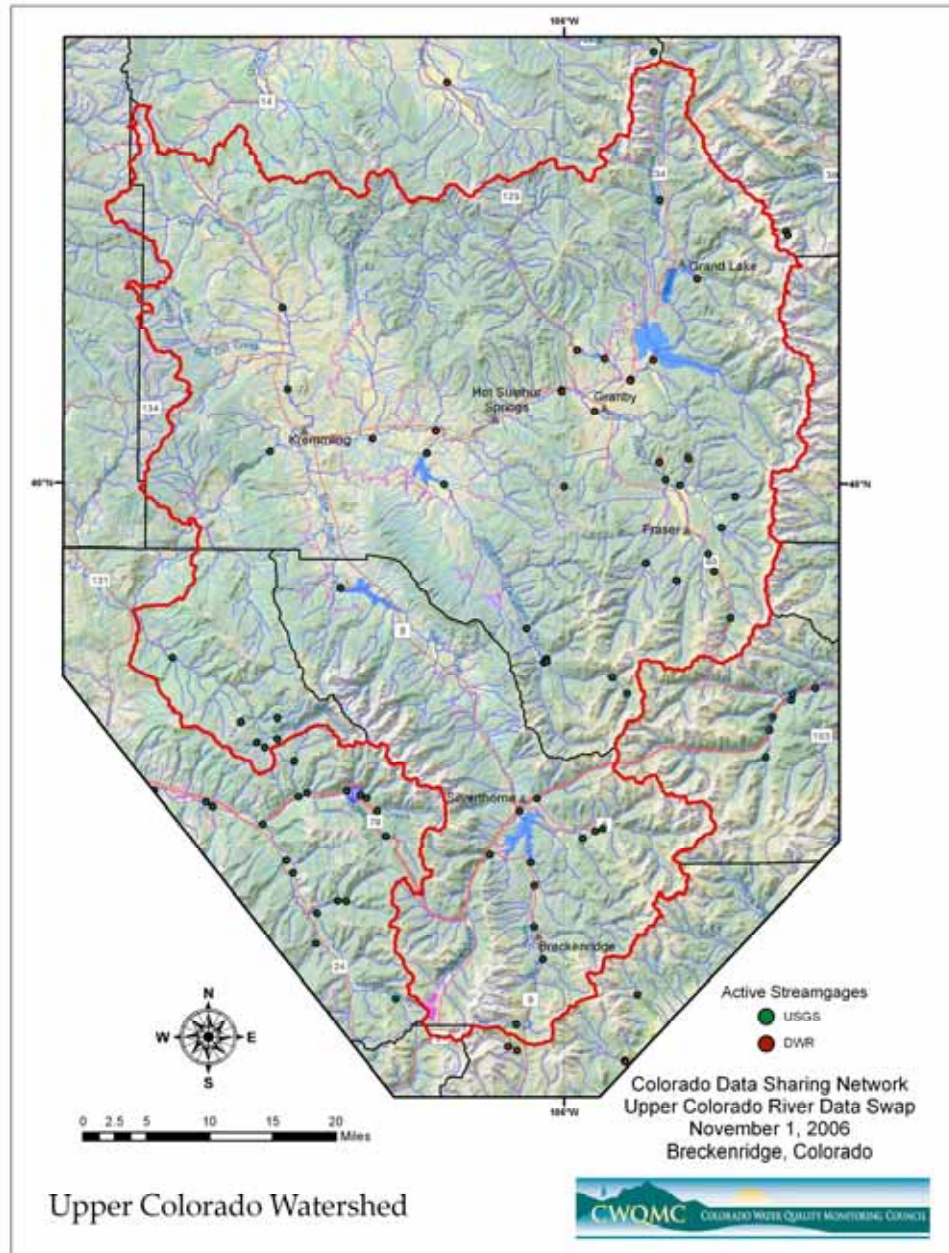 106°W
14
125
34
Grand Lake
134
Hot Sulphur
Springs
Granby
Kremmling
40°N
40°N
Fraser
40
131
9
103
Silverthorne
Breckenridge
24
9
Active Streamgages
USGS
DWR
N
W E
S
0 2.5 5 10 15 20
Miles
106°W
Colorado Data Sharing Network
Upper Colorado River Data Swap
November 1, 2006
Breckenridge, Colorado
Upper Colorado Watershed
CWQMC COLORADO WATER QUALITY MONITORING COUNCIL